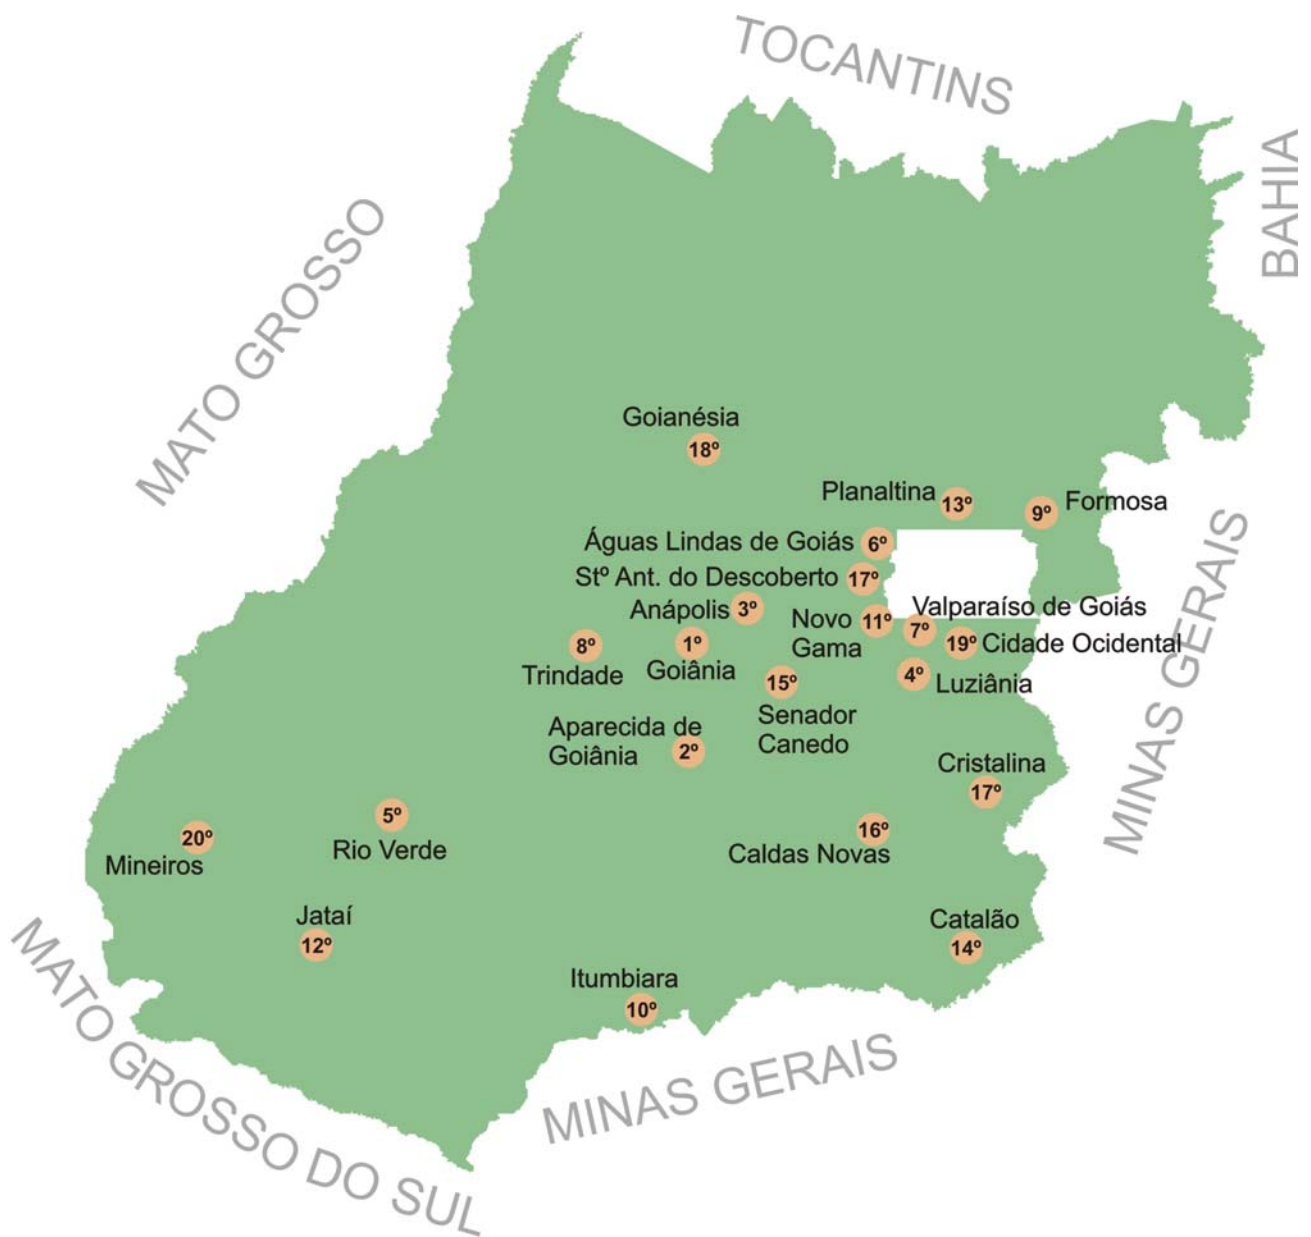 TOCANTINS
BAHIA
MATO GROSSO
Goianésia
18º
Planaltina
13º
9º
Formosa
Águas Lindas de Goiás
6º
Stº Ant. do Descoberto
17º
Anápolis
3º
Novo
Gama
11º
Valparaíso de Goiás
7º
19º
Cidade Ocidental
8º
Trindade
1º
Goiânia
4º
Luziânia
15º
Senador
Canedo
Aparecida de
Goiânia
2º
MINAS GERAIS
Cristalina
17º
5º
Rio Verde
20º
Mineiros
16º
Caldas Novas
Jataí
12º
Catalão
14º
Itumbiara
10º
MINAS GERAIS
MATO GROSSO DO SUL